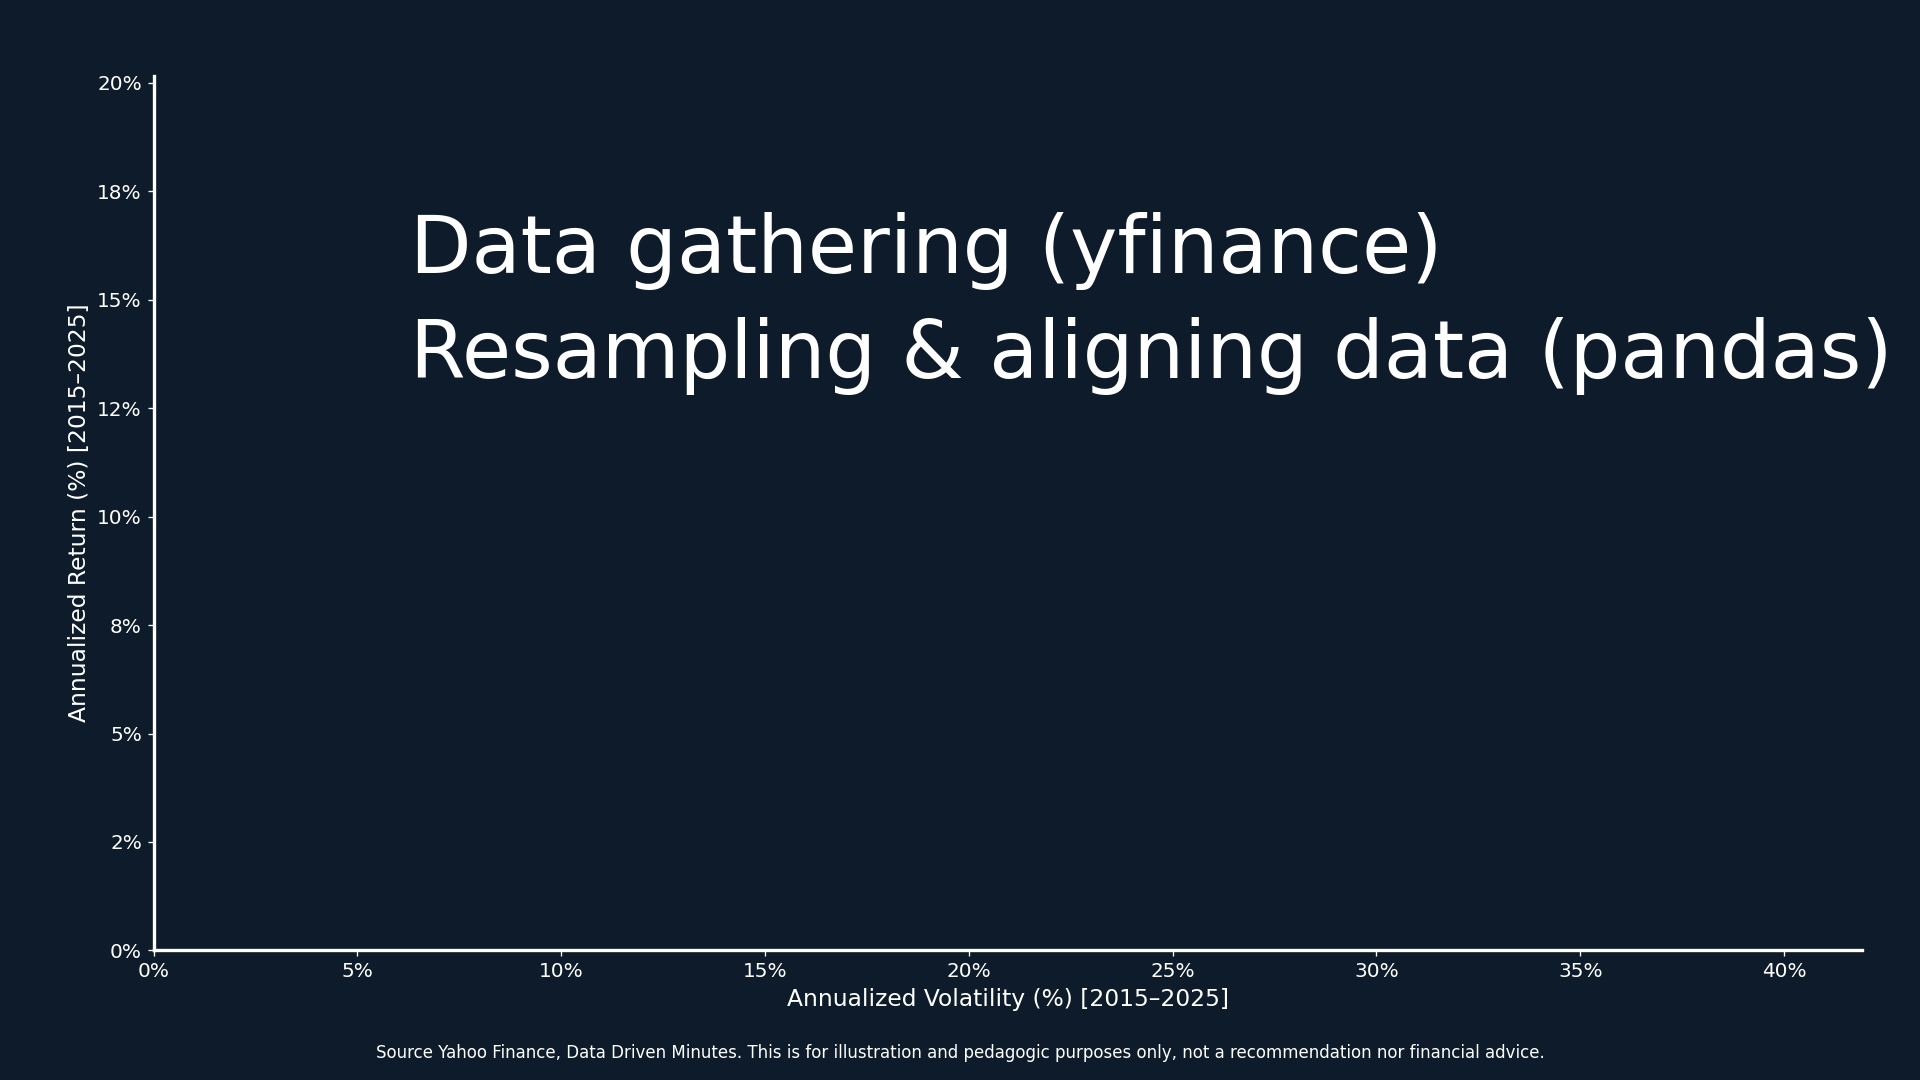 20%
18%
15%
12%
10%
8%
5%
2%
0%
Annualized Return (%) [2015–2025]
Data gathering (yfinance)
Resampling & aligning data (pandas)
0% 5% 10% 15% 20% 25% 30% 35% 40%
Annualized Volatility (%) [2015–2025]
Source Yahoo Finance, Data Driven Minutes. This is for illustration and pedagogic purposes only, not a recommendation nor financial advice.